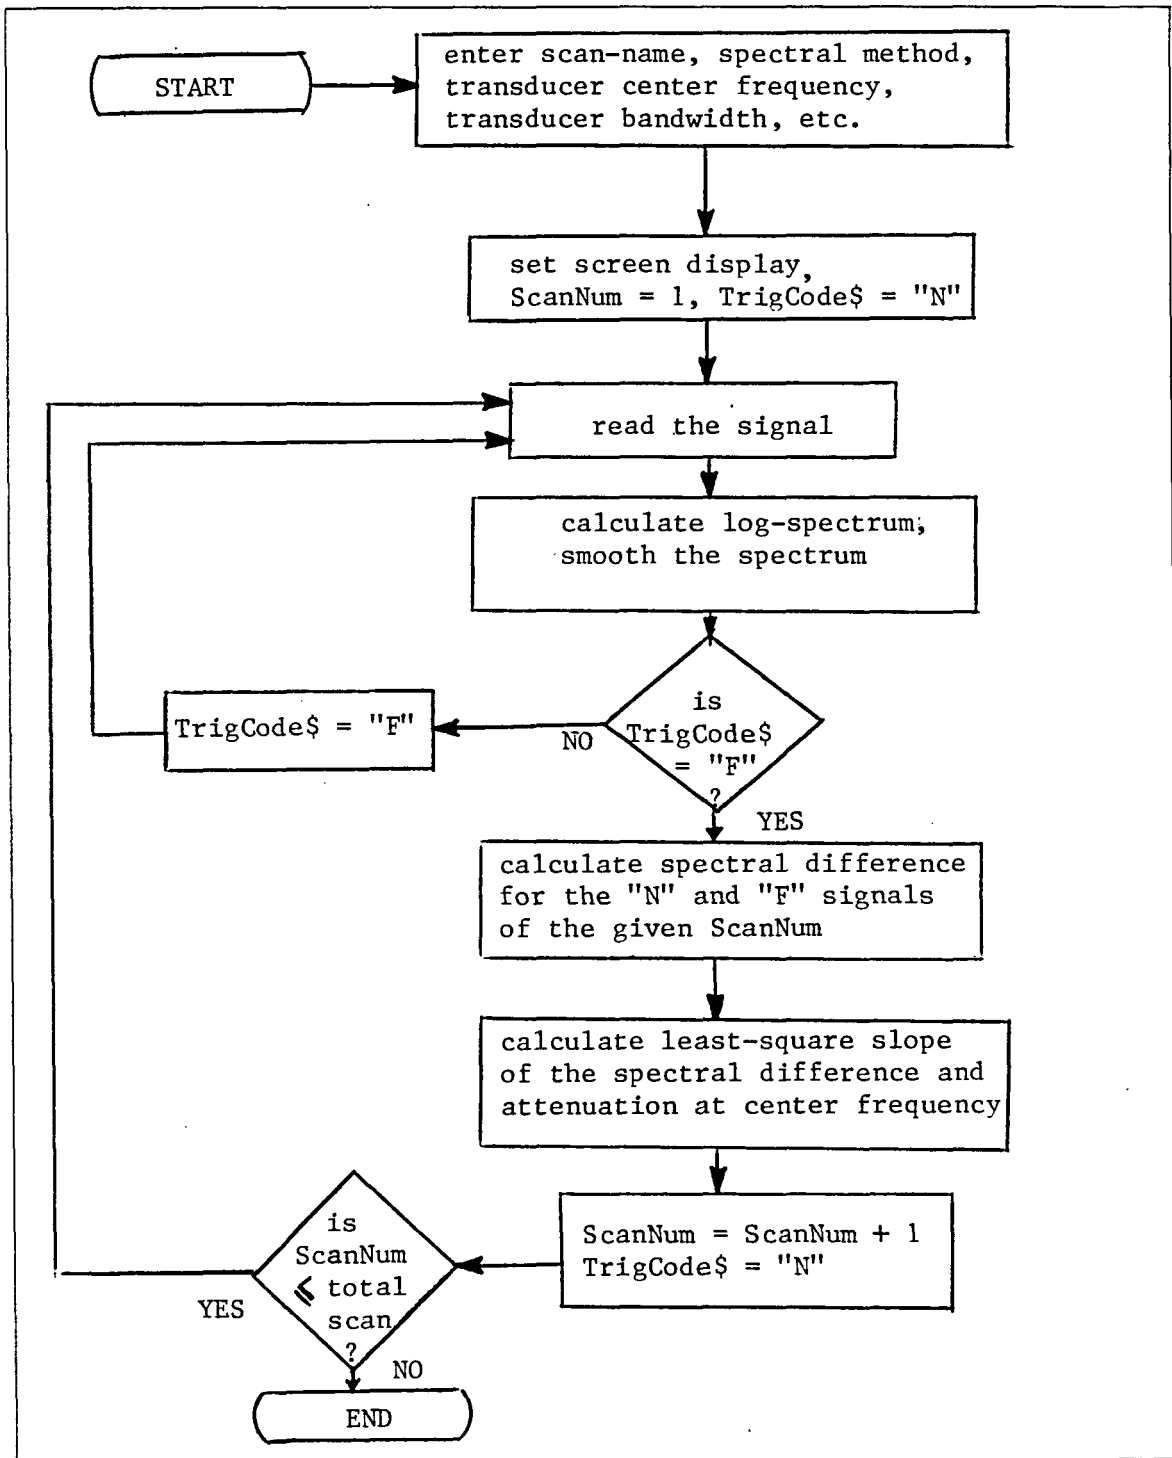 START
enter scan-name, spectral method,
transducer center frequency,
transducer bandwidth, etc.
set screen display,
ScanNum = 1, TrigCode$ = "N"
read the signal
calculate log-spectrum,
smooth the spectrum
is
TrigCode$
= "F"
?
NO
TrigCode$ = "F"
YES
calculate spectral difference
for the "N" and "F" signals
of the given ScanNum
calculate least-square slope
of the spectral difference and
attenuation at center frequency
ScanNum = ScanNum + 1
TrigCode$ = "N"
is
ScanNum
≤ total
scan
?
YES
NO
END